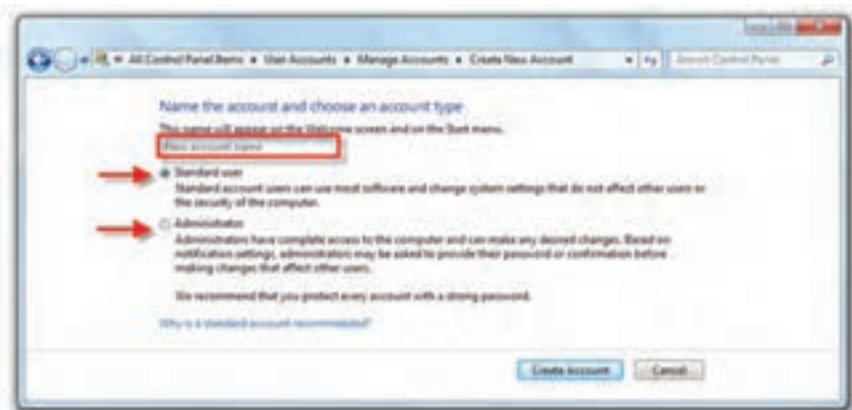 All Control Panel Items ▸ User Accounts ▸ Manage Accounts ▸ Create New Account
Search Control Panel
Name the account and choose an account type
This name will appear on the Welcome screen and on the Start menu.
New account name
Standard user
Standard account users can use most software and change system settings that do not affect other users or
the security of the computer.
Administrator
Administrators have complete access to the computer and can make any desired changes. Based on
notification settings, administrators may be asked to provide their password or confirmation before
making changes that affect other users.
We recommend that you protect every account with a strong password.
Why is a standard account recommended?
Create Account
Cancel